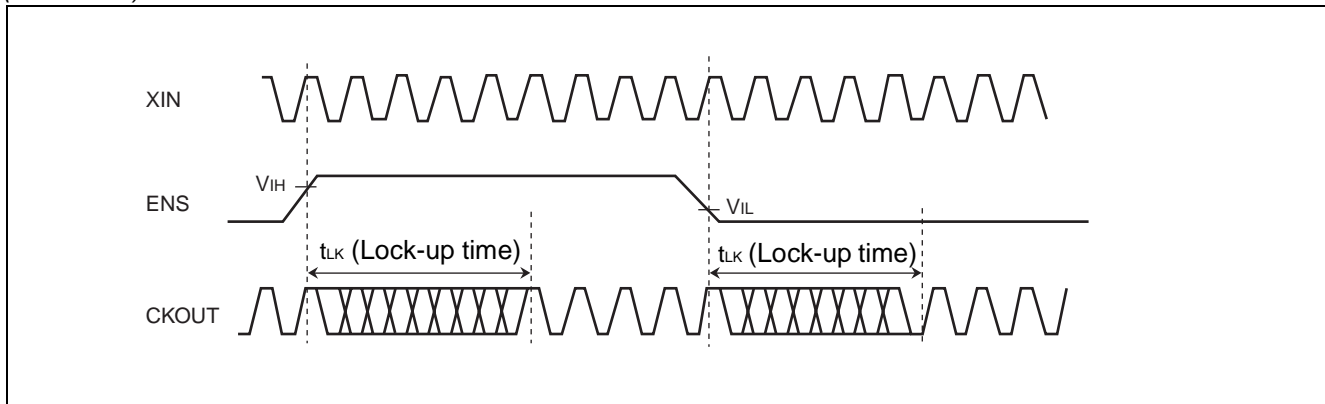 XIN
VIH
ENS
VIL
tLK (Lock-up time)
tLK (Lock-up time)
CKOUT